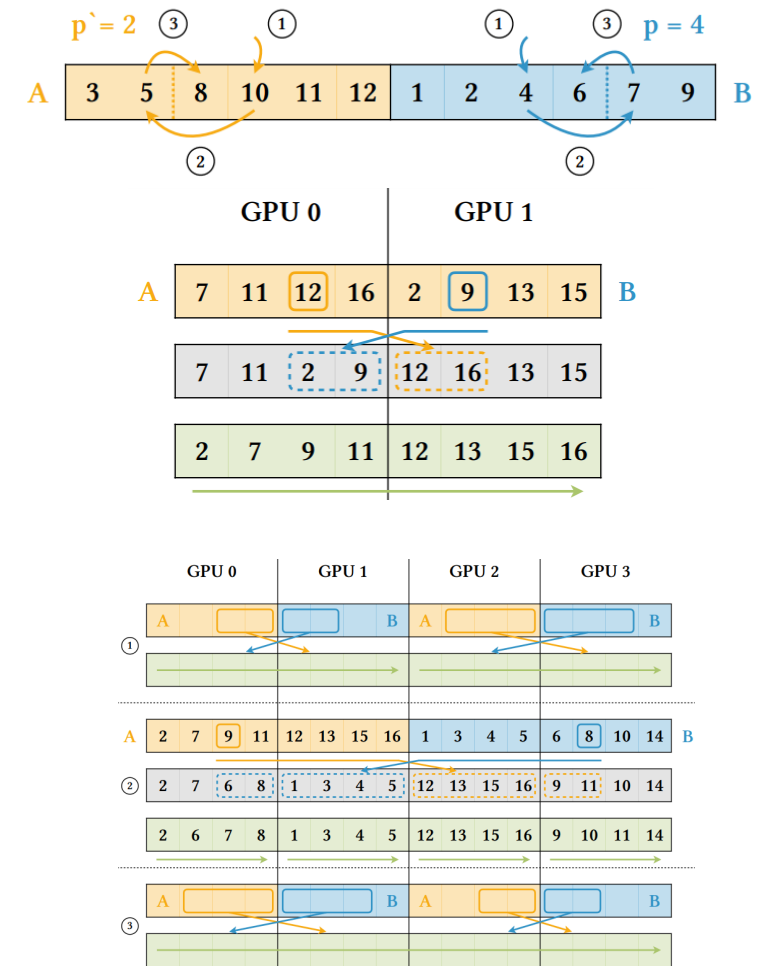 p`= 2 3 1 1 3 p = 4
A 3 5 8 10 11 12 1 2 4 6 7 9 B
2 2
GPU 0 GPU 1
A 7 11 12 16 2 9 13 15 B
7 11 2 9 12 16 13 15
2 7 9 11 12 13 15 16
GPU 0 GPU 1 GPU 2 GPU 3
A B A B
1
A 2 7 9 11 12 13 15 16 1 3 4 5 6 8 10 14 B
2 2 7 6 8 1 3 4 5 12 13 15 16 9 11 10 14
2 6 7 8 1 3 4 5 12 13 15 16 9 10 11 14
A B A B
3